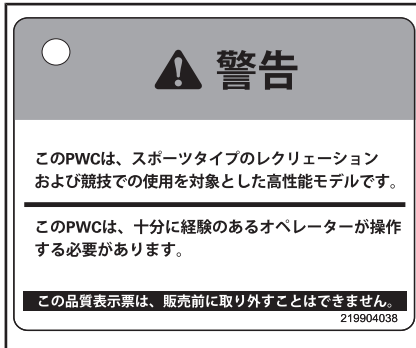 警告
このPWCは、スポーツタイプのレクリェーション
および競技での使用を対象とした高性能モデルです。
このPWCは、十分に経験のあるオペレーターが操作
する必要があります。
この品質表示票は、販売前に取り外すことはできません。
219904038